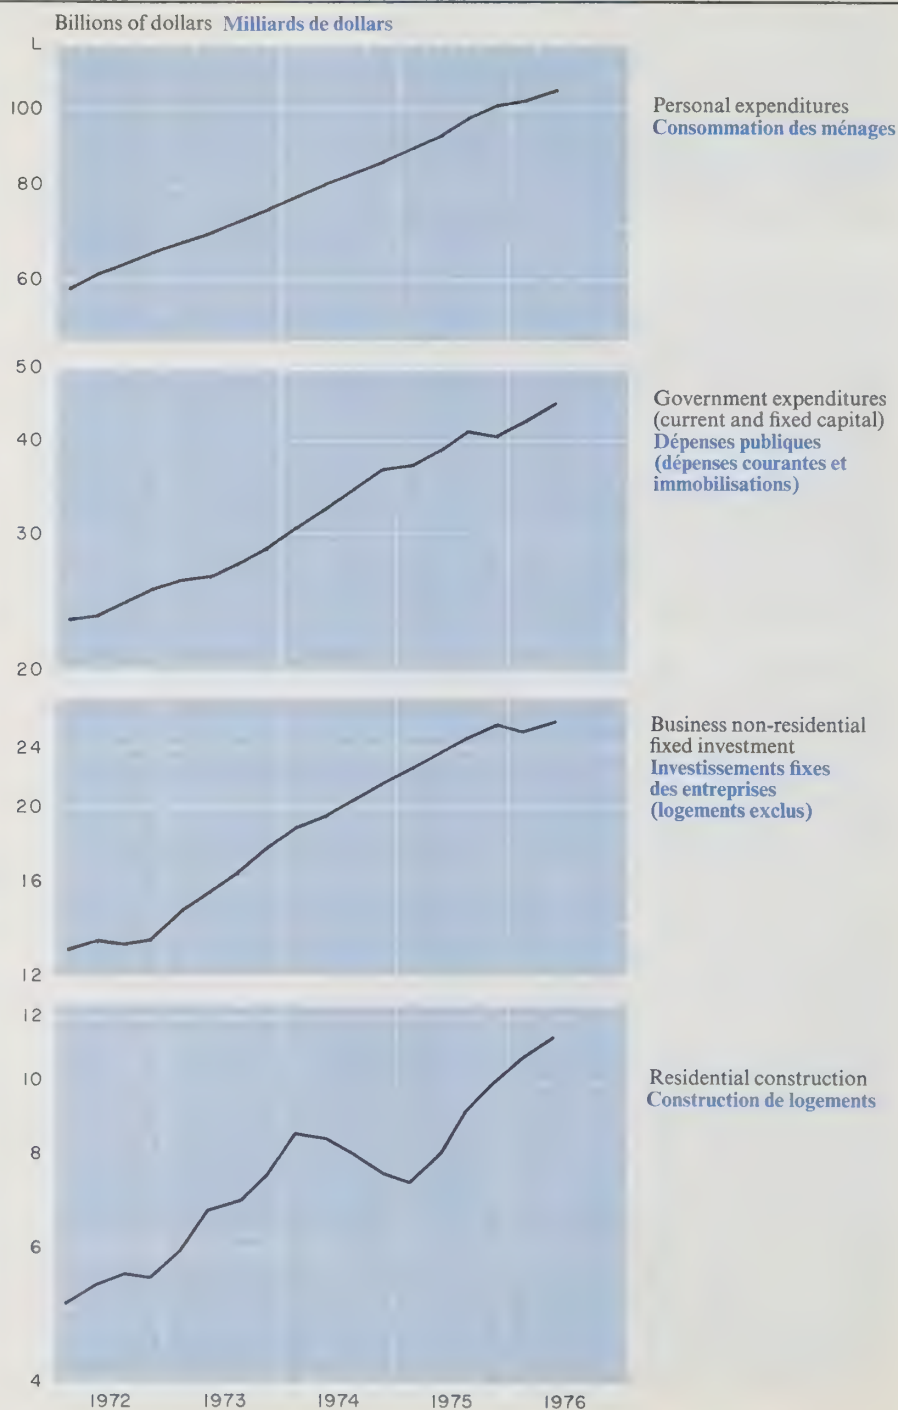 Billions of dollars Milliards de dollars
L
100
80
60
Personal expenditures
Consommation des ménages
50
40
30
20
Government expenditures
(current and fixed capital)
Dépenses publiques
(dépenses courantes et
immobilisations)
24
20
16
12
Business non-residential
fixed investment
Investissements fixes
des entreprises
(logements exclus)
12
10
8
6
4
Residential construction
Construction de logements
1972 1973 1974 1975 1976